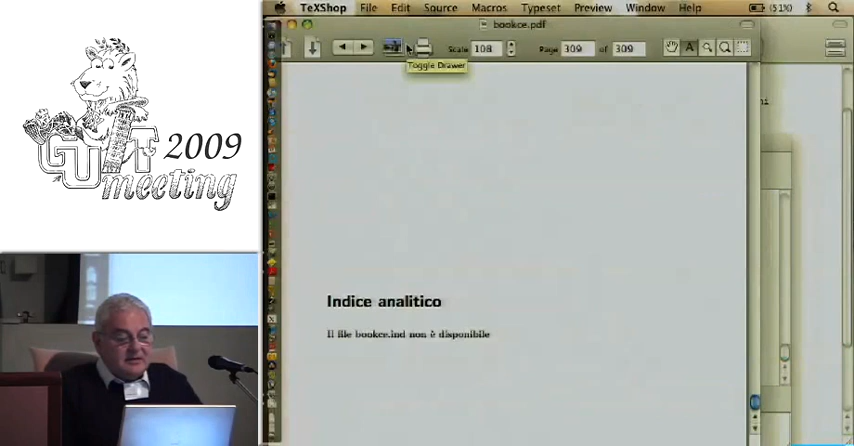 GUIT 2009
meeting
TeXShop File Edit Source Macros Typeset Preview Window Help (51%)
bookce.pdf
Scale 108 Page 309 of 309
Toggle Drawer
Indice analitico
Il file bookce.ind non è disponibile